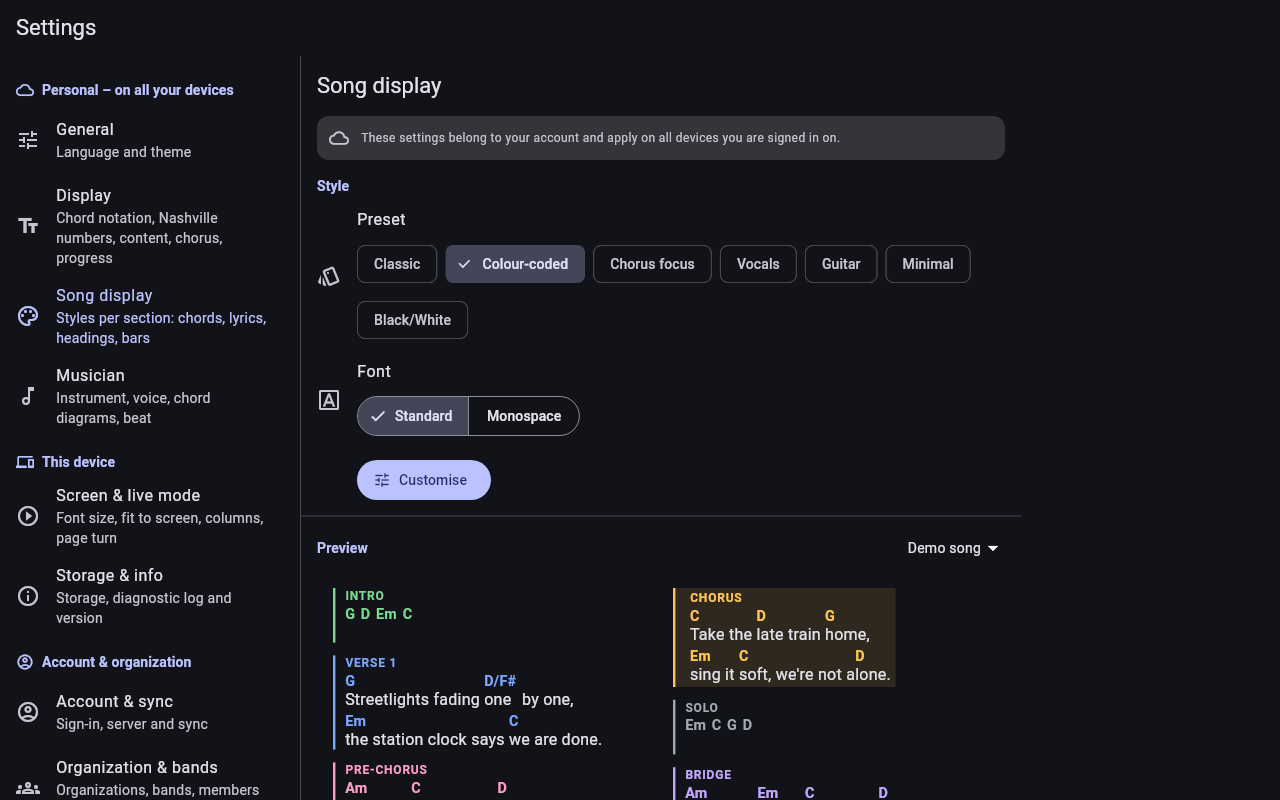 Settings
Personal – on all your devices
General
Language and theme
Display
Chord notation, Nashville
numbers, content, chorus,
progress
Song display
Styles per section: chords, lyrics,
headings, bars
Musician
Instrument, voice, chord
diagrams, beat
This device
Screen & live mode
Font size, fit to screen, columns,
page turn
Storage & info
Storage, diagnostic log and
version
Account & organization
Account & sync
Sign-in, server and sync
Organization & bands
Organizations, bands, members
Song display
These settings belong to your account and apply on all devices you are signed in on.
Style
Preset
Classic
Colour-coded
Chorus focus
Vocals
Guitar
Minimal
Black/White
Font
Standard
Monospace
Customise
Preview
Demo song
INTRO
G D Em C
VERSE 1
G D/F#
Streetlights fading one by one,
Em C
the station clock says we are done.
PRE-CHORUS
Am C D
CHORUS
C D G
Take the late train home,
Em C D
sing it soft, we're not alone.
SOLO
Em C G D
BRIDGE
Am Em C D